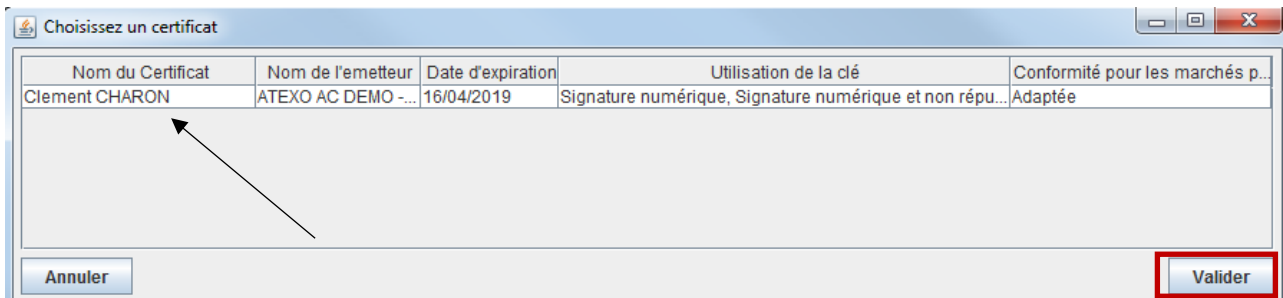 Choisissez un certificat
Nom du Certificat Nom de l'emetteur Date d'expiration Utilisation de la clé Conformité pour les marchés p...
Clement CHARON ATEXO AC DEMO -... 16/04/2019 Signature numérique, Signature numérique et non répu... Adaptée
Annuler Valider